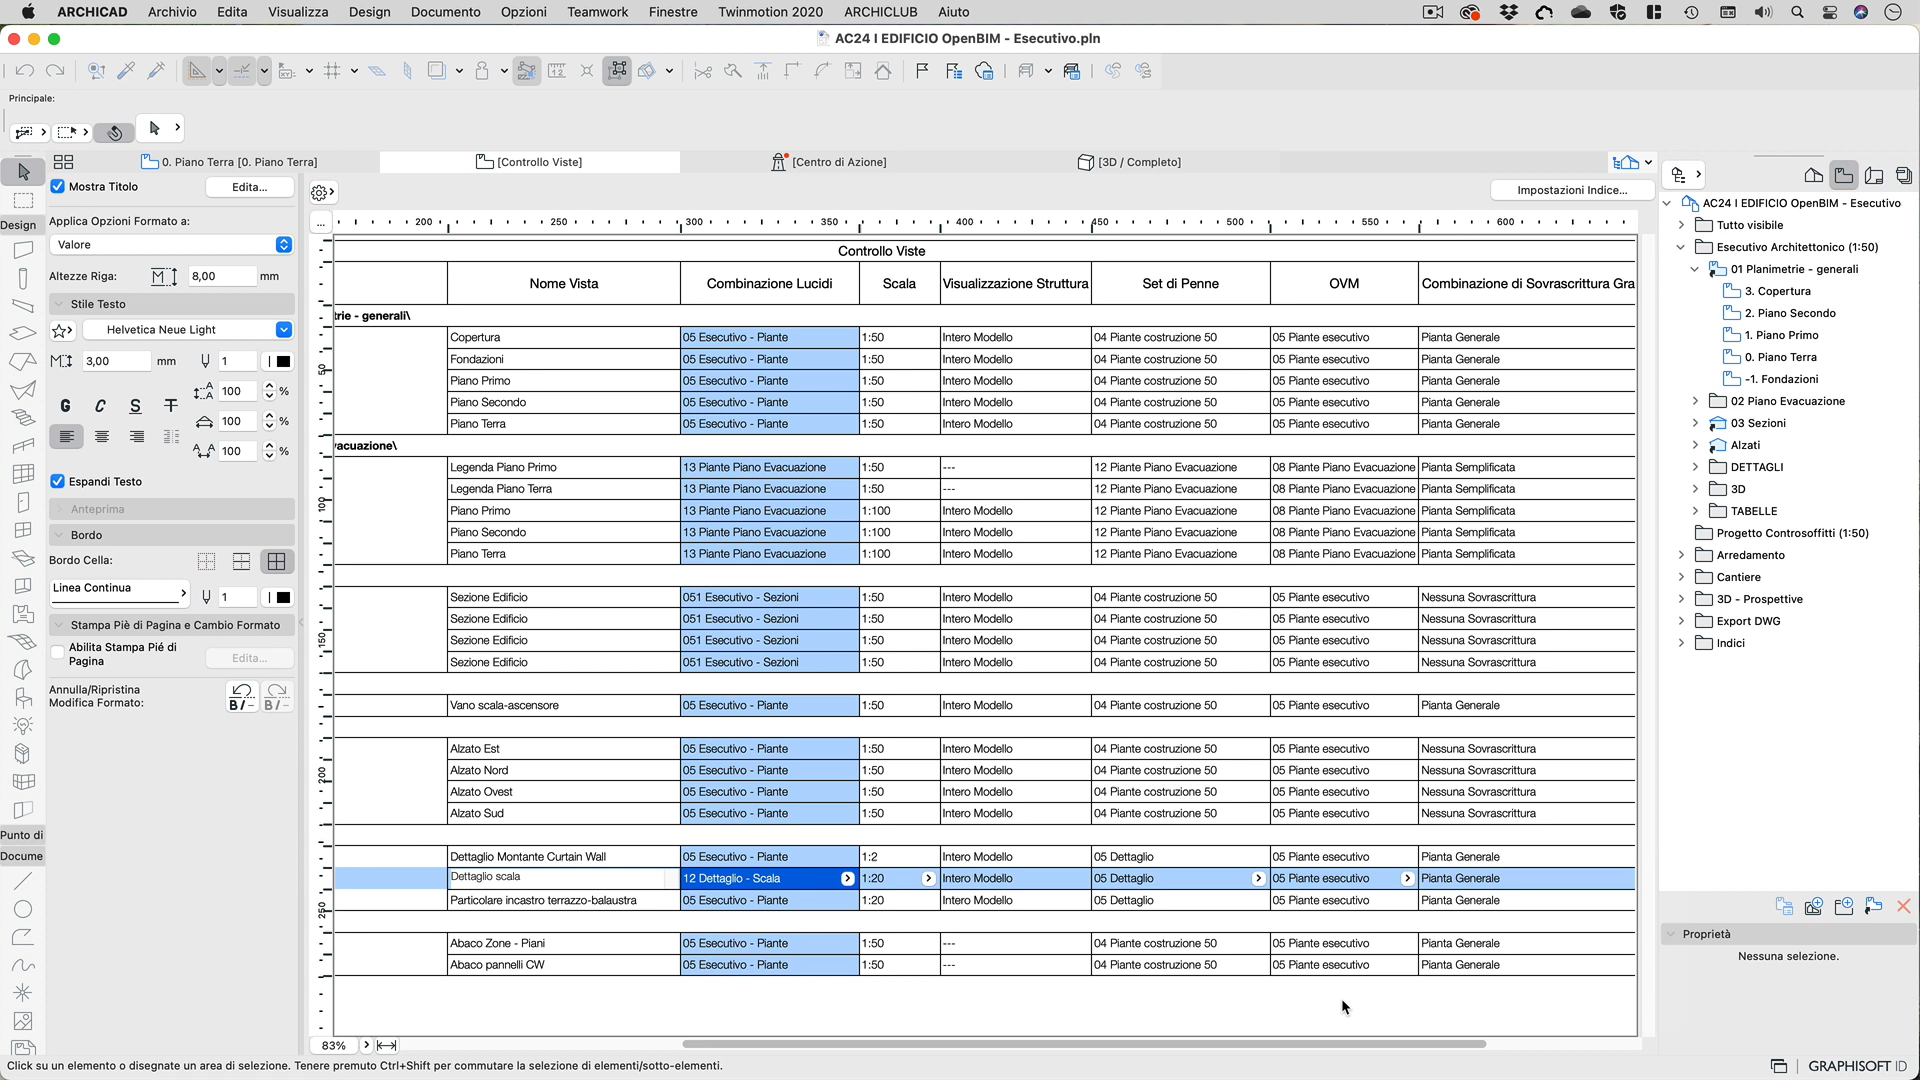 ARCHICAD Archivio Edita Visualizza Design Documento Opzioni Teamwork Finestre Twinmotion 2020 ARCHICLUB Aiuto
AC24 I EDIFICIO OpenBIM - Esecutivo.pln
Principale:
0. Piano Terra [0. Piano Terra] [Controllo Viste] [Centro di Azione] [3D / Completo]
Mostra Titolo Edita...
Impostazioni Indice...
Design
Applica Opzioni Formato a:
Valore
Altezze Riga: 8,00 mm
Stile Testo
Helvetica Neue Light
3,00 mm 1
100 %
G C S T
100 %
100 %
Espandi Testo
Anteprima
Bordo
Bordo Cella:
Linea Continua 1
Stampa Piè di Pagina e Cambio Formato
Abilita Stampa Pié di Pagina Edita...
Annulla/Ripristina
Modifica Formato: B / – B / –
Punto di
Docume
200 250 300 350 400 450 500 550 600
50
100
150
200
250
Controllo Viste
Nome Vista Combinazione Lucidi Scala Visualizzazione Struttura Set di Penne OVM Combinazione di Sovrascrittura Gra
trie - generali\
Copertura 05 Esecutivo - Piante 1:50 Intero Modello 04 Piante costruzione 50 05 Piante esecutivo Pianta Generale
Fondazioni 05 Esecutivo - Piante 1:50 Intero Modello 04 Piante costruzione 50 05 Piante esecutivo Pianta Generale
Piano Primo 05 Esecutivo - Piante 1:50 Intero Modello 04 Piante costruzione 50 05 Piante esecutivo Pianta Generale
Piano Secondo 05 Esecutivo - Piante 1:50 Intero Modello 04 Piante costruzione 50 05 Piante esecutivo Pianta Generale
Piano Terra 05 Esecutivo - Piante 1:50 Intero Modello 04 Piante costruzione 50 05 Piante esecutivo Pianta Generale
vacuazione\
Legenda Piano Primo 13 Piante Piano Evacuazione 1:50 --- 12 Piante Piano Evacuazione 08 Piante Piano Evacuazione Pianta Semplificata
Legenda Piano Terra 13 Piante Piano Evacuazione 1:50 --- 12 Piante Piano Evacuazione 08 Piante Piano Evacuazione Pianta Semplificata
Piano Primo 13 Piante Piano Evacuazione 1:100 Intero Modello 12 Piante Piano Evacuazione 08 Piante Piano Evacuazione Pianta Semplificata
Piano Secondo 13 Piante Piano Evacuazione 1:100 Intero Modello 12 Piante Piano Evacuazione 08 Piante Piano Evacuazione Pianta Semplificata
Piano Terra 13 Piante Piano Evacuazione 1:100 Intero Modello 12 Piante Piano Evacuazione 08 Piante Piano Evacuazione Pianta Semplificata
Sezione Edificio 051 Esecutivo - Sezioni 1:50 Intero Modello 04 Piante costruzione 50 05 Piante esecutivo Nessuna Sovrascrittura
Sezione Edificio 051 Esecutivo - Sezioni 1:50 Intero Modello 04 Piante costruzione 50 05 Piante esecutivo Nessuna Sovrascrittura
Sezione Edificio 051 Esecutivo - Sezioni 1:50 Intero Modello 04 Piante costruzione 50 05 Piante esecutivo Nessuna Sovrascrittura
Sezione Edificio 051 Esecutivo - Sezioni 1:50 Intero Modello 04 Piante costruzione 50 05 Piante esecutivo Nessuna Sovrascrittura
Vano scala-ascensore 05 Esecutivo - Piante 1:50 Intero Modello 04 Piante costruzione 50 05 Piante esecutivo Pianta Generale
Alzato Est 05 Esecutivo - Piante 1:50 Intero Modello 04 Piante costruzione 50 05 Piante esecutivo Nessuna Sovrascrittura
Alzato Nord 05 Esecutivo - Piante 1:50 Intero Modello 04 Piante costruzione 50 05 Piante esecutivo Nessuna Sovrascrittura
Alzato Ovest 05 Esecutivo - Piante 1:50 Intero Modello 04 Piante costruzione 50 05 Piante esecutivo Nessuna Sovrascrittura
Alzato Sud 05 Esecutivo - Piante 1:50 Intero Modello 04 Piante costruzione 50 05 Piante esecutivo Nessuna Sovrascrittura
Dettaglio Montante Curtain Wall 05 Esecutivo - Piante 1:2 Intero Modello 05 Dettaglio 05 Piante esecutivo Pianta Generale
Dettaglio scala 12 Dettaglio - Scala 1:20 Intero Modello 05 Dettaglio 05 Piante esecutivo Pianta Generale
Particolare incastro terrazzo-balaustra 05 Esecutivo - Piante 1:20 Intero Modello 05 Dettaglio 05 Piante esecutivo Pianta Generale
Abaco Zone - Piani 05 Esecutivo - Piante 1:50 --- 04 Piante costruzione 50 05 Piante esecutivo Pianta Generale
Abaco pannelli CW 05 Esecutivo - Piante 1:50 --- 04 Piante costruzione 50 05 Piante esecutivo Pianta Generale
83%
AC24 I EDIFICIO OpenBIM - Esecutivo
Tutto visibile
Esecutivo Architettonico (1:50)
01 Planimetrie - generali
3. Copertura
2. Piano Secondo
1. Piano Primo
0. Piano Terra
-1. Fondazioni
02 Piano Evacuazione
03 Sezioni
Alzati
DETTAGLI
3D
TABELLE
Progetto Controsoffitti (1:50)
Arredamento
Cantiere
3D - Prospettive
Export DWG
Indici
Proprietà
Nessuna selezione.
Click su un elemento o disegnate un area di selezione. Tenere premuto Ctrl+Shift per commutare la selezione di elementi/sotto-elementi.
GRAPHISOFT ID